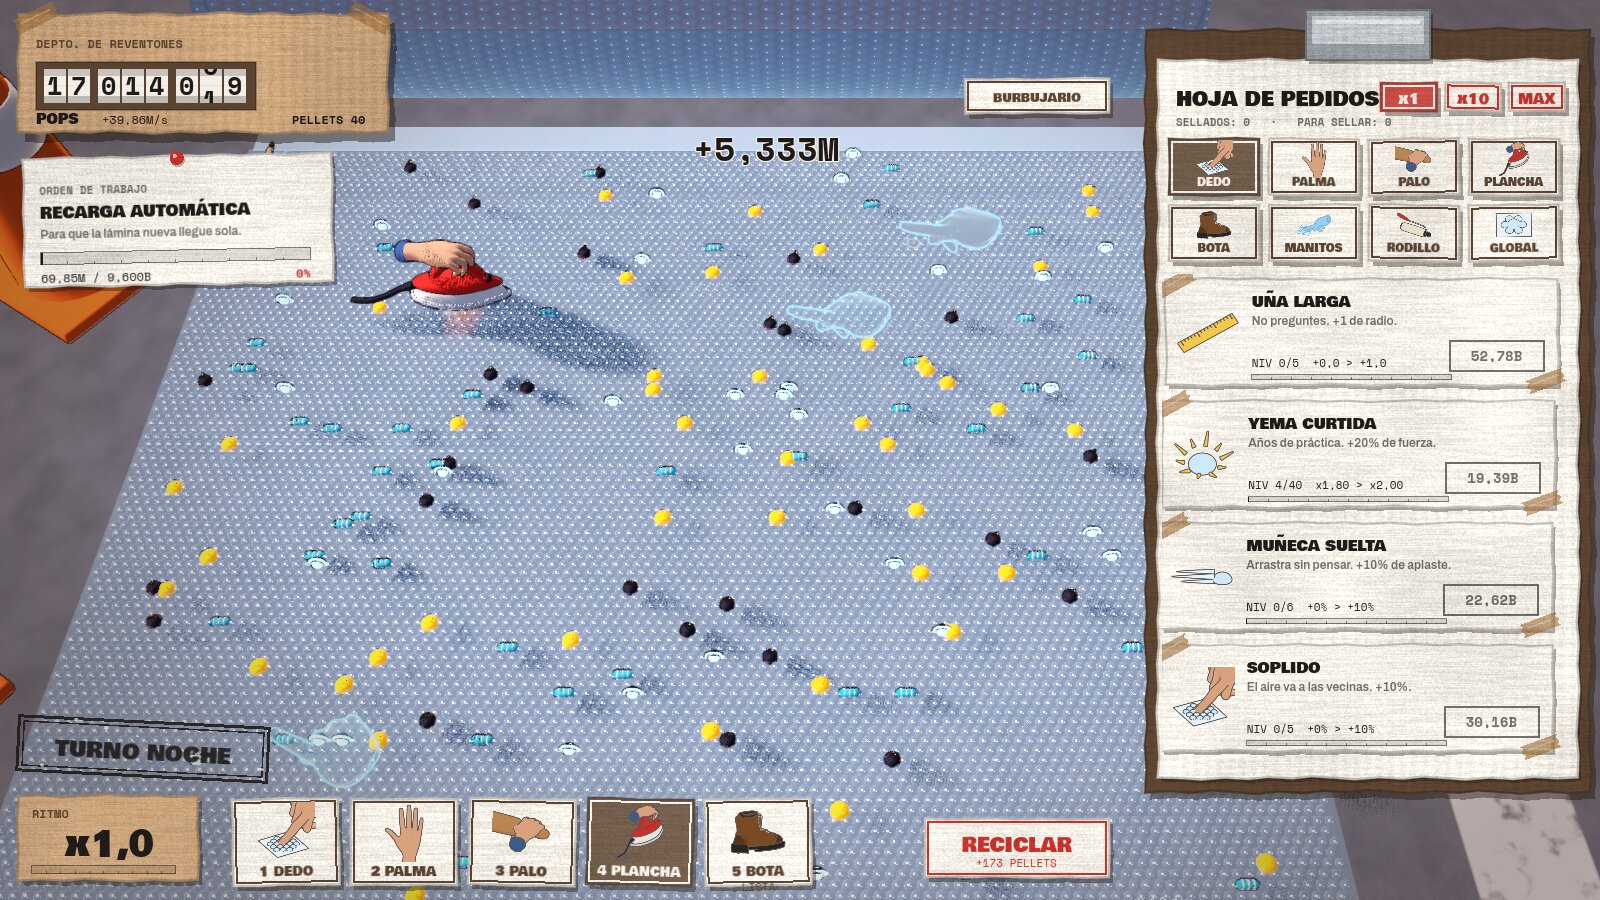 DEPTO. DE REVENTONES
POPS +39,86M/s PELLETS 40
ORDEN DE TRABAJO
RECARGA AUTOMÁTICA
Para que la lámina nueva llegue sola.
69,85M / 9,600B 0%
+5,333M
BURBUJARIO
HOJA DE PEDIDOS x1 x10 MAX
SELLADOS: 0 · PARA SELLAR: 0
DEDO PALMA PALO PLANCHA
BOTA MANITOS RODILLO GLOBAL
UÑA LARGA
No preguntes. +1 de radio.
NIV 0/5 +0,0 > +1,0 52,78B
YEMA CURTIDA
Años de práctica. +20% de fuerza.
NIV 4/40 x1,80 > x2,00 19,39B
MUÑECA SUELTA
Arrastra sin pensar. +10% de aplaste.
NIV 0/6 +0% > +10% 22,62B
SOPLIDO
El aire va a las vecinas. +10%.
NIV 0/5 +0% > +10% 30,16B
TURNO NOCHE
RITMO
x1,0
1 DEDO 2 PALMA 3 PALO 4 PLANCHA 5 BOTA
LISTA
RECICLAR
+173 PELLETS